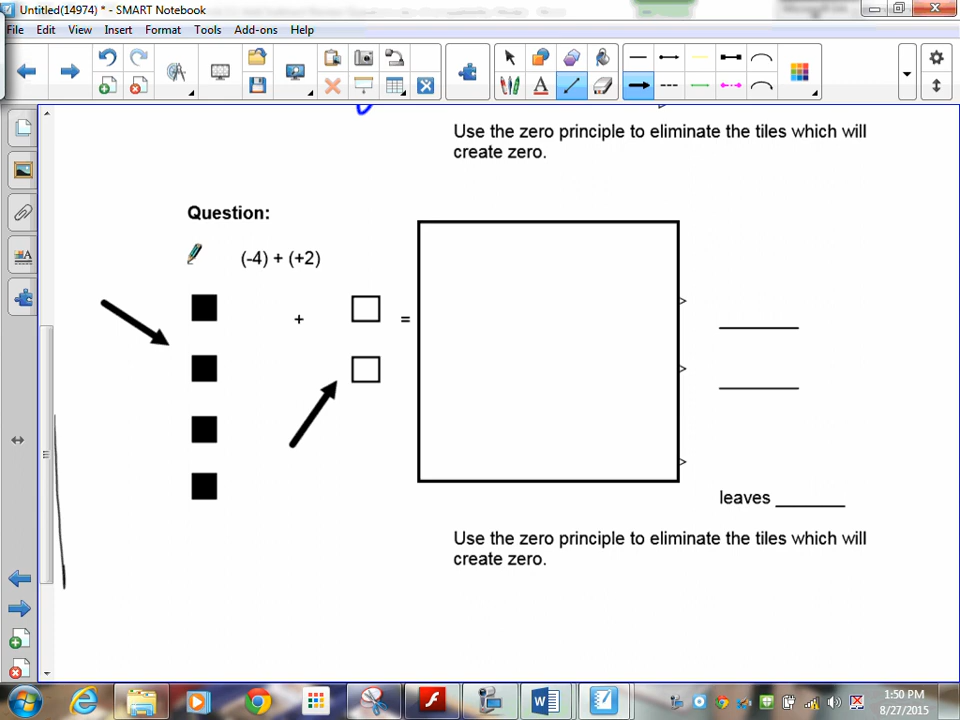 Untitled(14974) * - SMART Notebook
File Edit View Insert Format Tools Add-ons Help
Use the zero principle to eliminate the tiles which will
create zero.
Question:
(-4) + (+2)
+ =
leaves ______
Use the zero principle to eliminate the tiles which will
create zero.
1:50 PM
8/27/2015